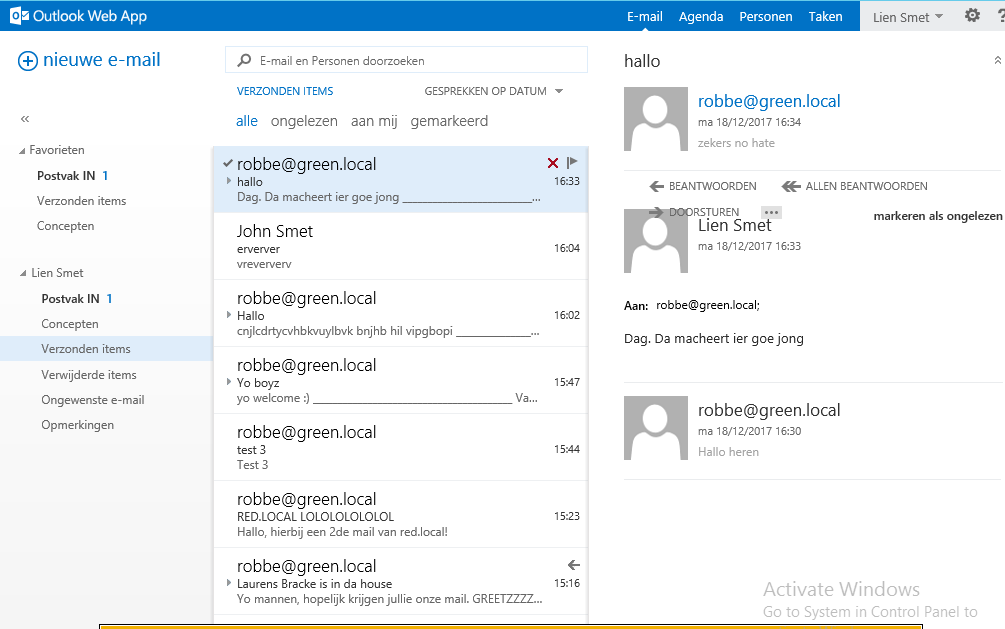 Outlook Web App
E-mail Agenda Personen Taken Lien Smet ?
nieuwe e-mail
Favorieten
Postvak IN 1
Verzonden items
Concepten
Lien Smet
Postvak IN 1
Concepten
Verzonden items
Verwijderde items
Ongewenste e-mail
Opmerkingen
E-mail en Personen doorzoeken
VERZONDEN ITEMS GESPREKKEN OP DATUM
alle ongelezen aan mij gemarkeerd
robbe@green.local
hallo 16:33
Dag. Da macheert ier goe jong ______________________...
John Smet
erverver 16:04
vreververv
robbe@green.local
Hallo 16:02
cnjlcdrtycvhbkvuylbvk bnjhb hil vipgbopi ____________...
robbe@green.local
Yo boyz 15:47
yo welcome :) ________________________________ Va...
robbe@green.local
test 3 15:44
Test 3
robbe@green.local
RED.LOCAL LOLOLOLOLOLOL 15:23
Hallo, hierbij een 2de mail van red.local!
robbe@green.local
Laurens Bracke is in da house 15:16
Yo mannen, hopelijk krijgen jullie onze mail. GREETZZZZ...
hallo
robbe@green.local
ma 18/12/2017 16:34
zekers no hate
BEANTWOORDEN ALLEN BEANTWOORDEN
DOORSTUREN ... markeren als ongelezen
Lien Smet
ma 18/12/2017 16:33
Aan: robbe@green.local;
Dag. Da macheert ier goe jong
robbe@green.local
ma 18/12/2017 16:30
Hallo heren
Activate Windows
Go to System in Control Panel to